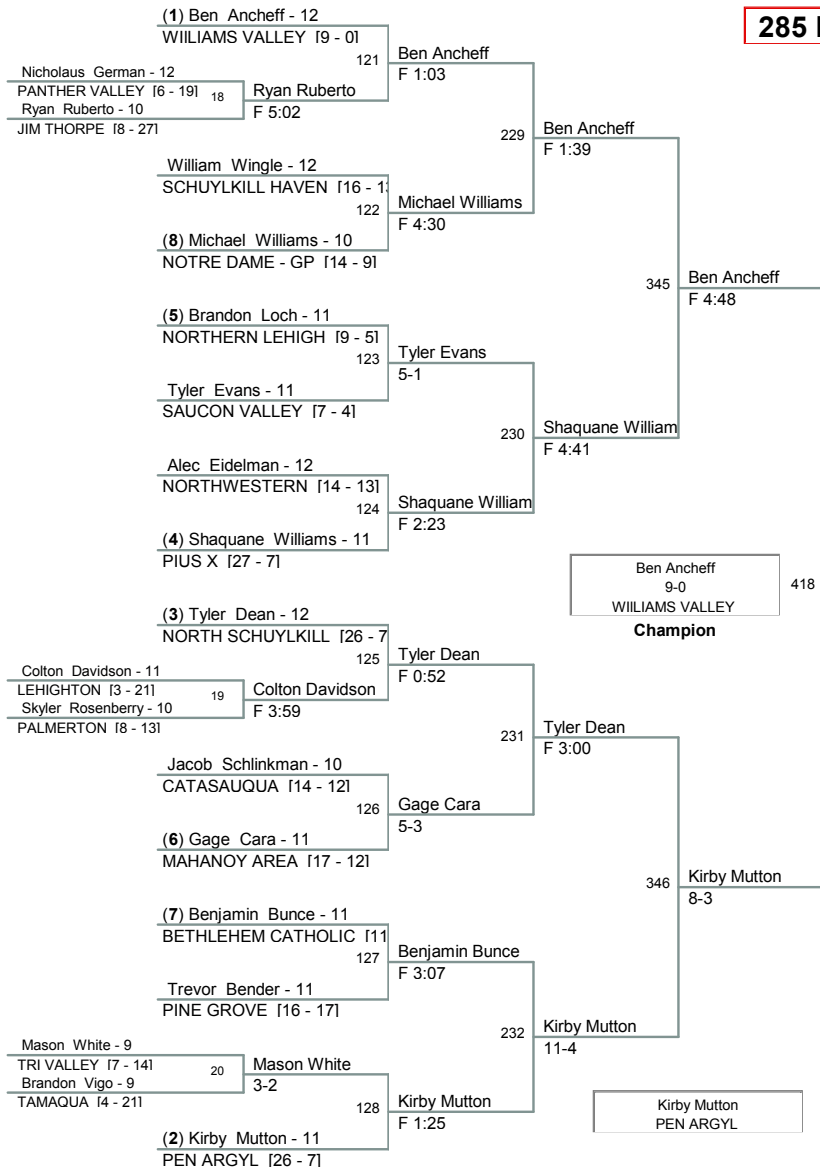 (1) Ben Ancheff - 12
WIILIAMS VALLEY [9 - 0]
285
121
Ben Ancheff
F 1:03
Nicholaus German - 12
PANTHER VALLEY [6 - 19]
18
Ryan Ruberto - 10
JIM THORPE [8 - 27]
Ryan Ruberto
F 5:02
229
Ben Ancheff
F 1:39
William Wingle - 12
SCHUYLKILL HAVEN [16 - 13
122
Michael Williams
F 4:30
(8) Michael Williams - 10
NOTRE DAME - GP [14 - 9]
345
Ben Ancheff
F 4:48
(5) Brandon Loch - 11
NORTHERN LEHIGH [9 - 5]
123
Tyler Evans
5-1
Tyler Evans - 11
SAUCON VALLEY [7 - 4]
230
Shaquane William
F 4:41
Alec Eidelman - 12
NORTHWESTERN [14 - 13]
124
Shaquane William
F 2:23
(4) Shaquane Williams - 11
PIUS X [27 - 7]
Ben Ancheff
9-0
WIILIAMS VALLEY
418
Champion
(3) Tyler Dean - 12
NORTH SCHUYLKILL [26 - 7
125
Tyler Dean
F 0:52
Colton Davidson - 11
LEHIGHTON [3 - 21]
19
Skyler Rosenberry - 10
PALMERTON [8 - 13]
Colton Davidson
F 3:59
231
Tyler Dean
F 3:00
Jacob Schlinkman - 10
CATASAUQUA [14 - 12]
126
Gage Cara
5-3
(6) Gage Cara - 11
MAHANOY AREA [17 - 12]
346
Kirby Mutton
8-3
(7) Benjamin Bunce - 11
BETHLEHEM CATHOLIC [11
127
Benjamin Bunce
F 3:07
Trevor Bender - 11
PINE GROVE [16 - 17]
232
Kirby Mutton
11-4
Mason White - 9
TRI VALLEY [7 - 14]
20
Brandon Vigo - 9
TAMAQUA [4 - 21]
Mason White
3-2
128
Kirby Mutton
F 1:25
(2) Kirby Mutton - 11
PEN ARGYL [26 - 7]
Kirby Mutton
PEN ARGYL